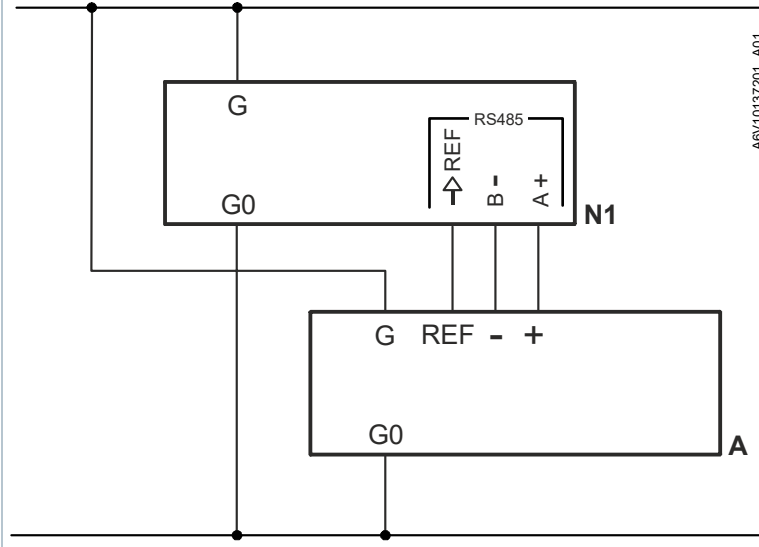 G
RS485
REF
B -
A +
G0
N1
A6V10137201_A01
G REF - +
G0
A